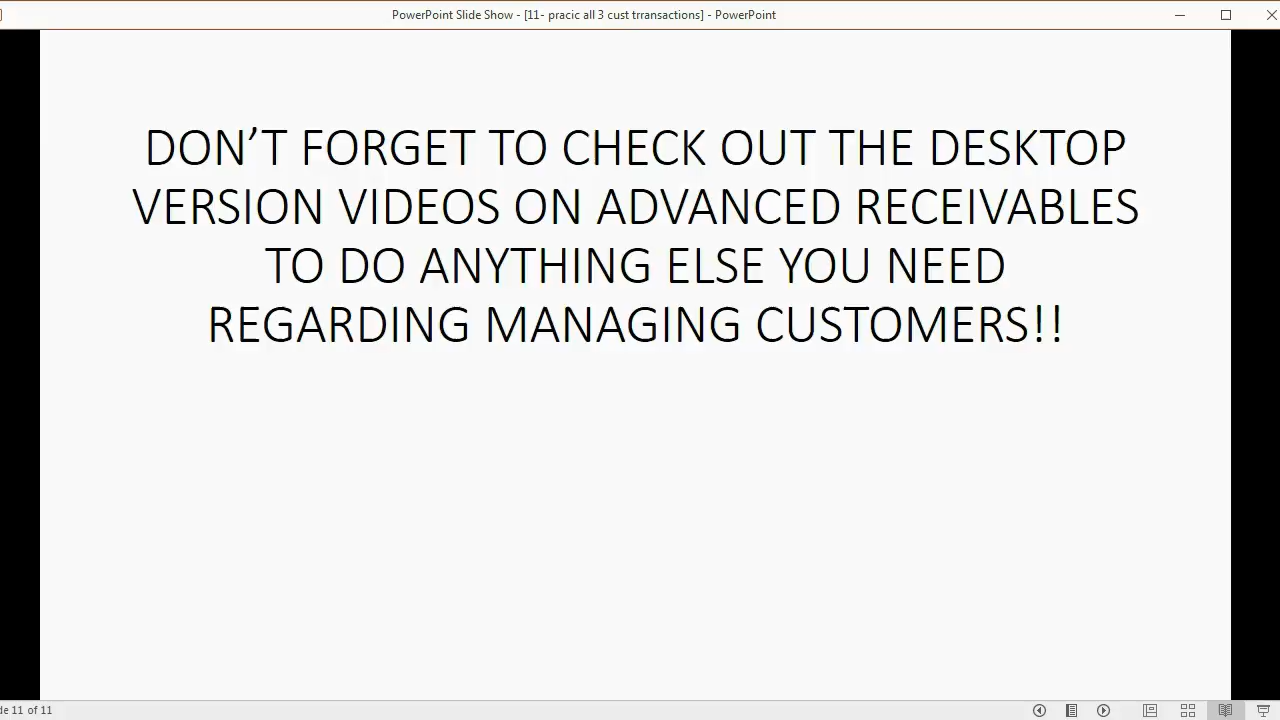 PowerPoint Slide Show - [11- pracic all 3 cust trransactions] - PowerPoint
DON’T FORGET TO CHECK OUT THE DESKTOP
VERSION VIDEOS ON ADVANCED RECEIVABLES
TO DO ANYTHING ELSE YOU NEED
REGARDING MANAGING CUSTOMERS!!
de 11 of 11